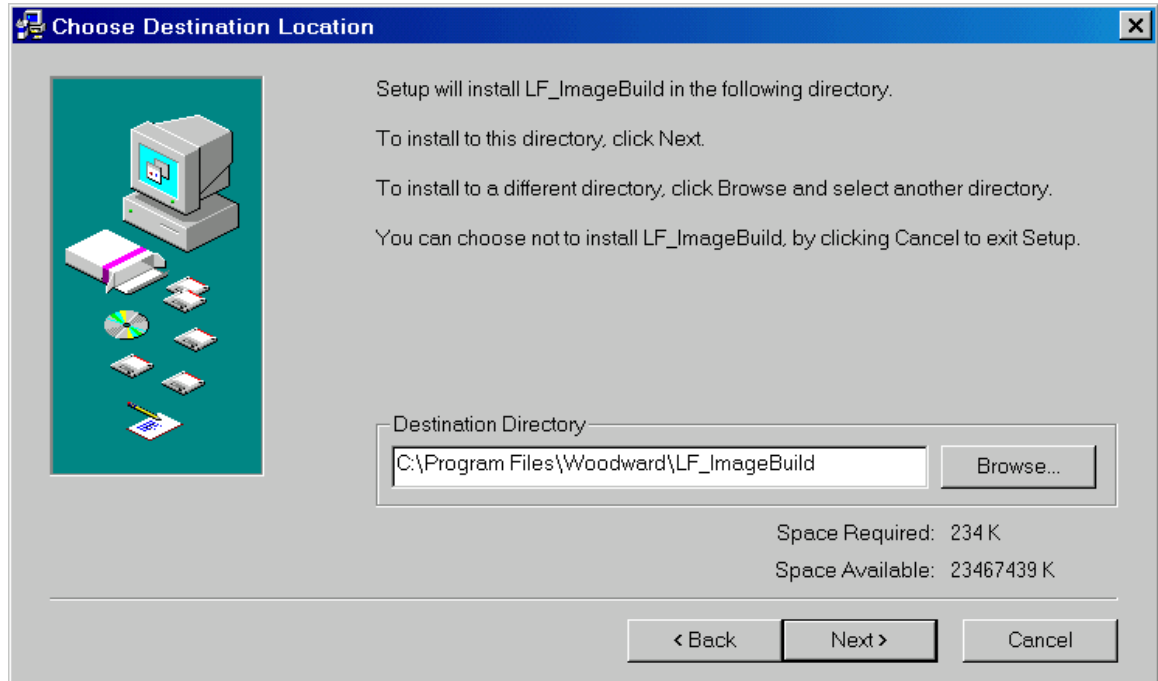 Choose Destination Location
Setup will install LF_ImageBuild in the following directory.
To install to this directory, click Next.
To install to a different directory, click Browse and select another directory.
You can choose not to install LF_ImageBuild, by clicking Cancel to exit Setup.
Destination Directory
C:\Program Files\Woodward\LF_ImageBuild
Browse...
Space Required: 234 K
Space Available: 23467439 K
< Back
Next >
Cancel